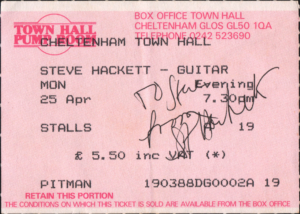 TOWN HALL
PUMP ROOM
BOX OFFICE TOWN HALL
CHELTENHAM GLOS GL50 1QA
TELEPHONE 0242 523690
CHELTENHAM TOWN HALL
STEVE HACKETT - GUITAR
MON Evening
25 Apr 7.30pm
To
STALLS 19
£ 5.50 inc VAT (*)
PITMAN 190388DG0002A 19
RETAIN THIS PORTION
THE CONDITIONS ON WHICH THIS TICKET IS SOLD ARE AVAILABLE FROM THE BOX OFFICE